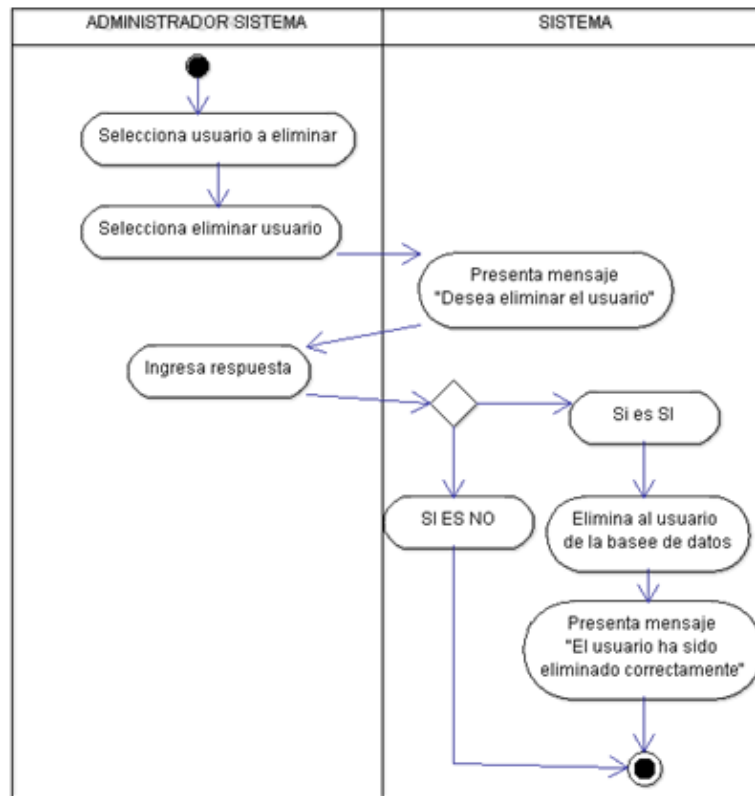 ADMINISTRADOR SISTEMA
SISTEMA
Selecciona usuario a eliminar
Selecciona eliminar usuario
Presenta mensaje
"Desea eliminar el usuario"
Ingresa respuesta
Si es SI
SI ES NO
Elimina al usuario
de la basee de datos
Presenta mensaje
"El usuario ha sido
eliminado correctamente"